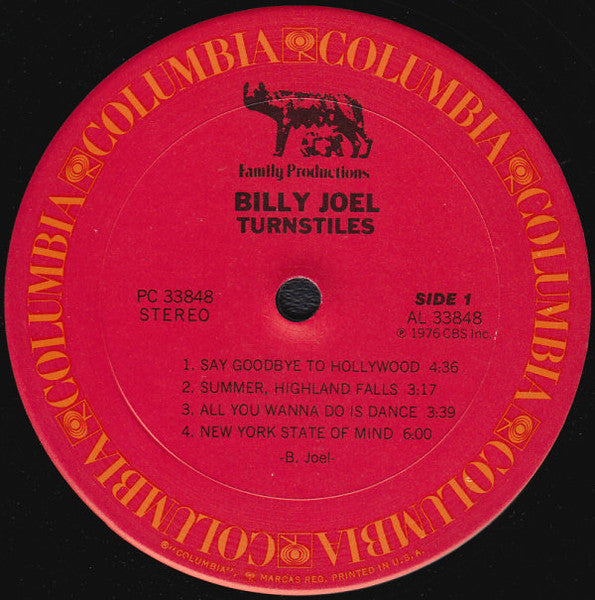 COLUMBIA COLUMBIA COLUMBIA COLUMBIA COLUMBIA COLUMBIA
Family Productions
BILLY JOEL
TURNSTILES
PC 33848
STEREO
SIDE 1
AL 33848
℗ 1976 CBS Inc.
1. SAY GOODBYE TO HOLLYWOOD 4:36
2. SUMMER, HIGHLAND FALLS 3:17
3. ALL YOU WANNA DO IS DANCE 3:39
4. NEW YORK STATE OF MIND 6:00
-B. Joel-
®"COLUMBIA", MARCAS REG. PRINTED IN U.S.A.